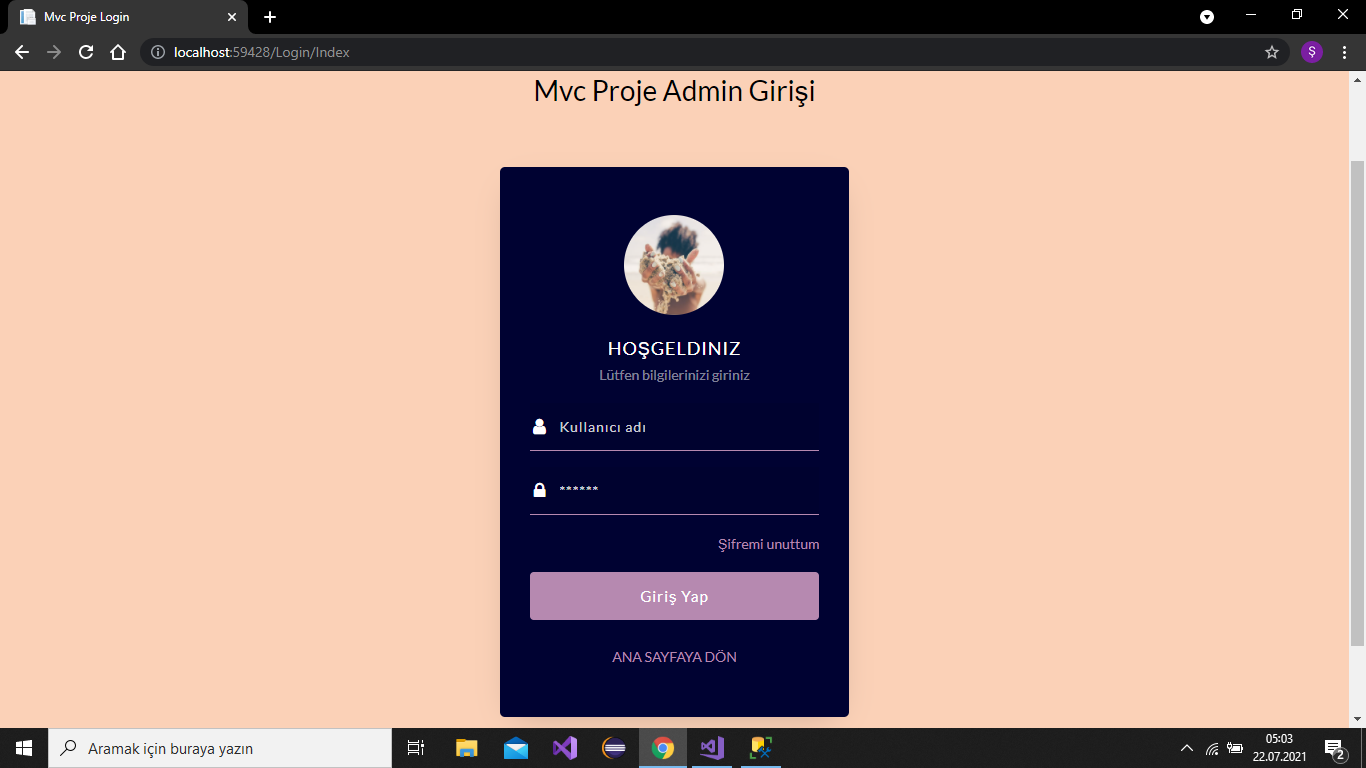 Mvc Proje Login
localhost:59428/Login/Index
Ş
Mvc Proje Admin Girişi
HOŞGELDINIZ
Lütfen bilgilerinizi giriniz
Kullanıcı adı
******
Şifremi unuttum
Giriş Yap
ANA SAYFAYA DÖN
Aramak için buraya yazın
05:03
22.07.2021
2